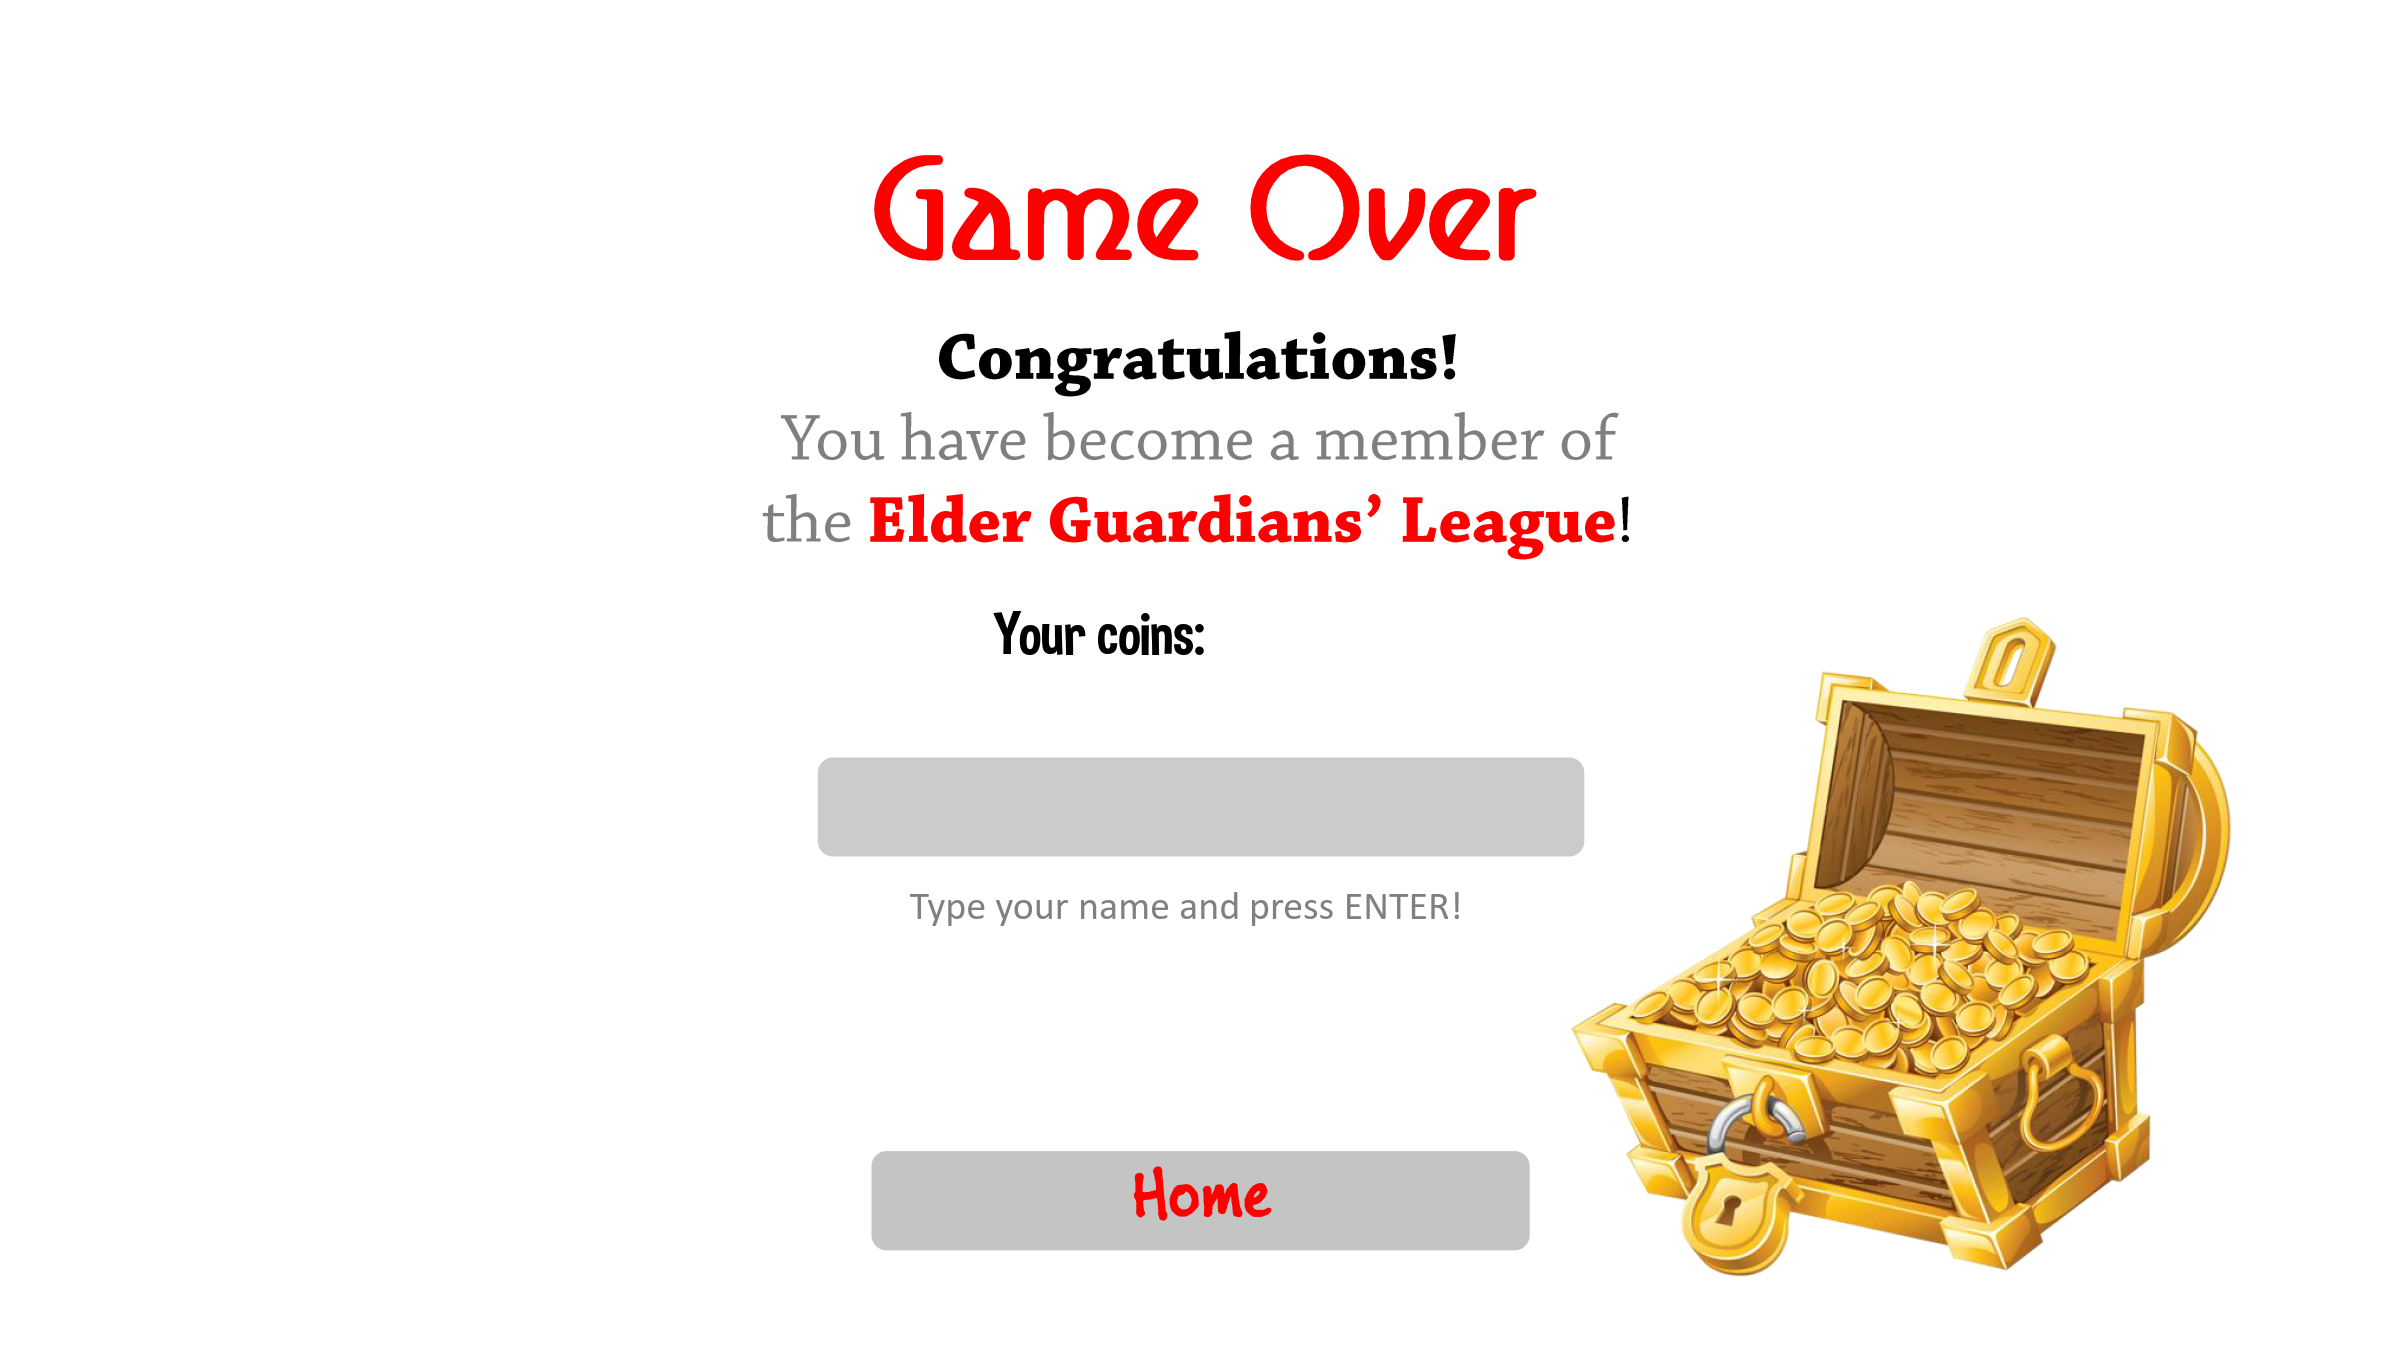 Game Over
Congratulations!
You have become a member of
the Elder Guardians’ League!
Your coins:
Type your name and press ENTER!
Home